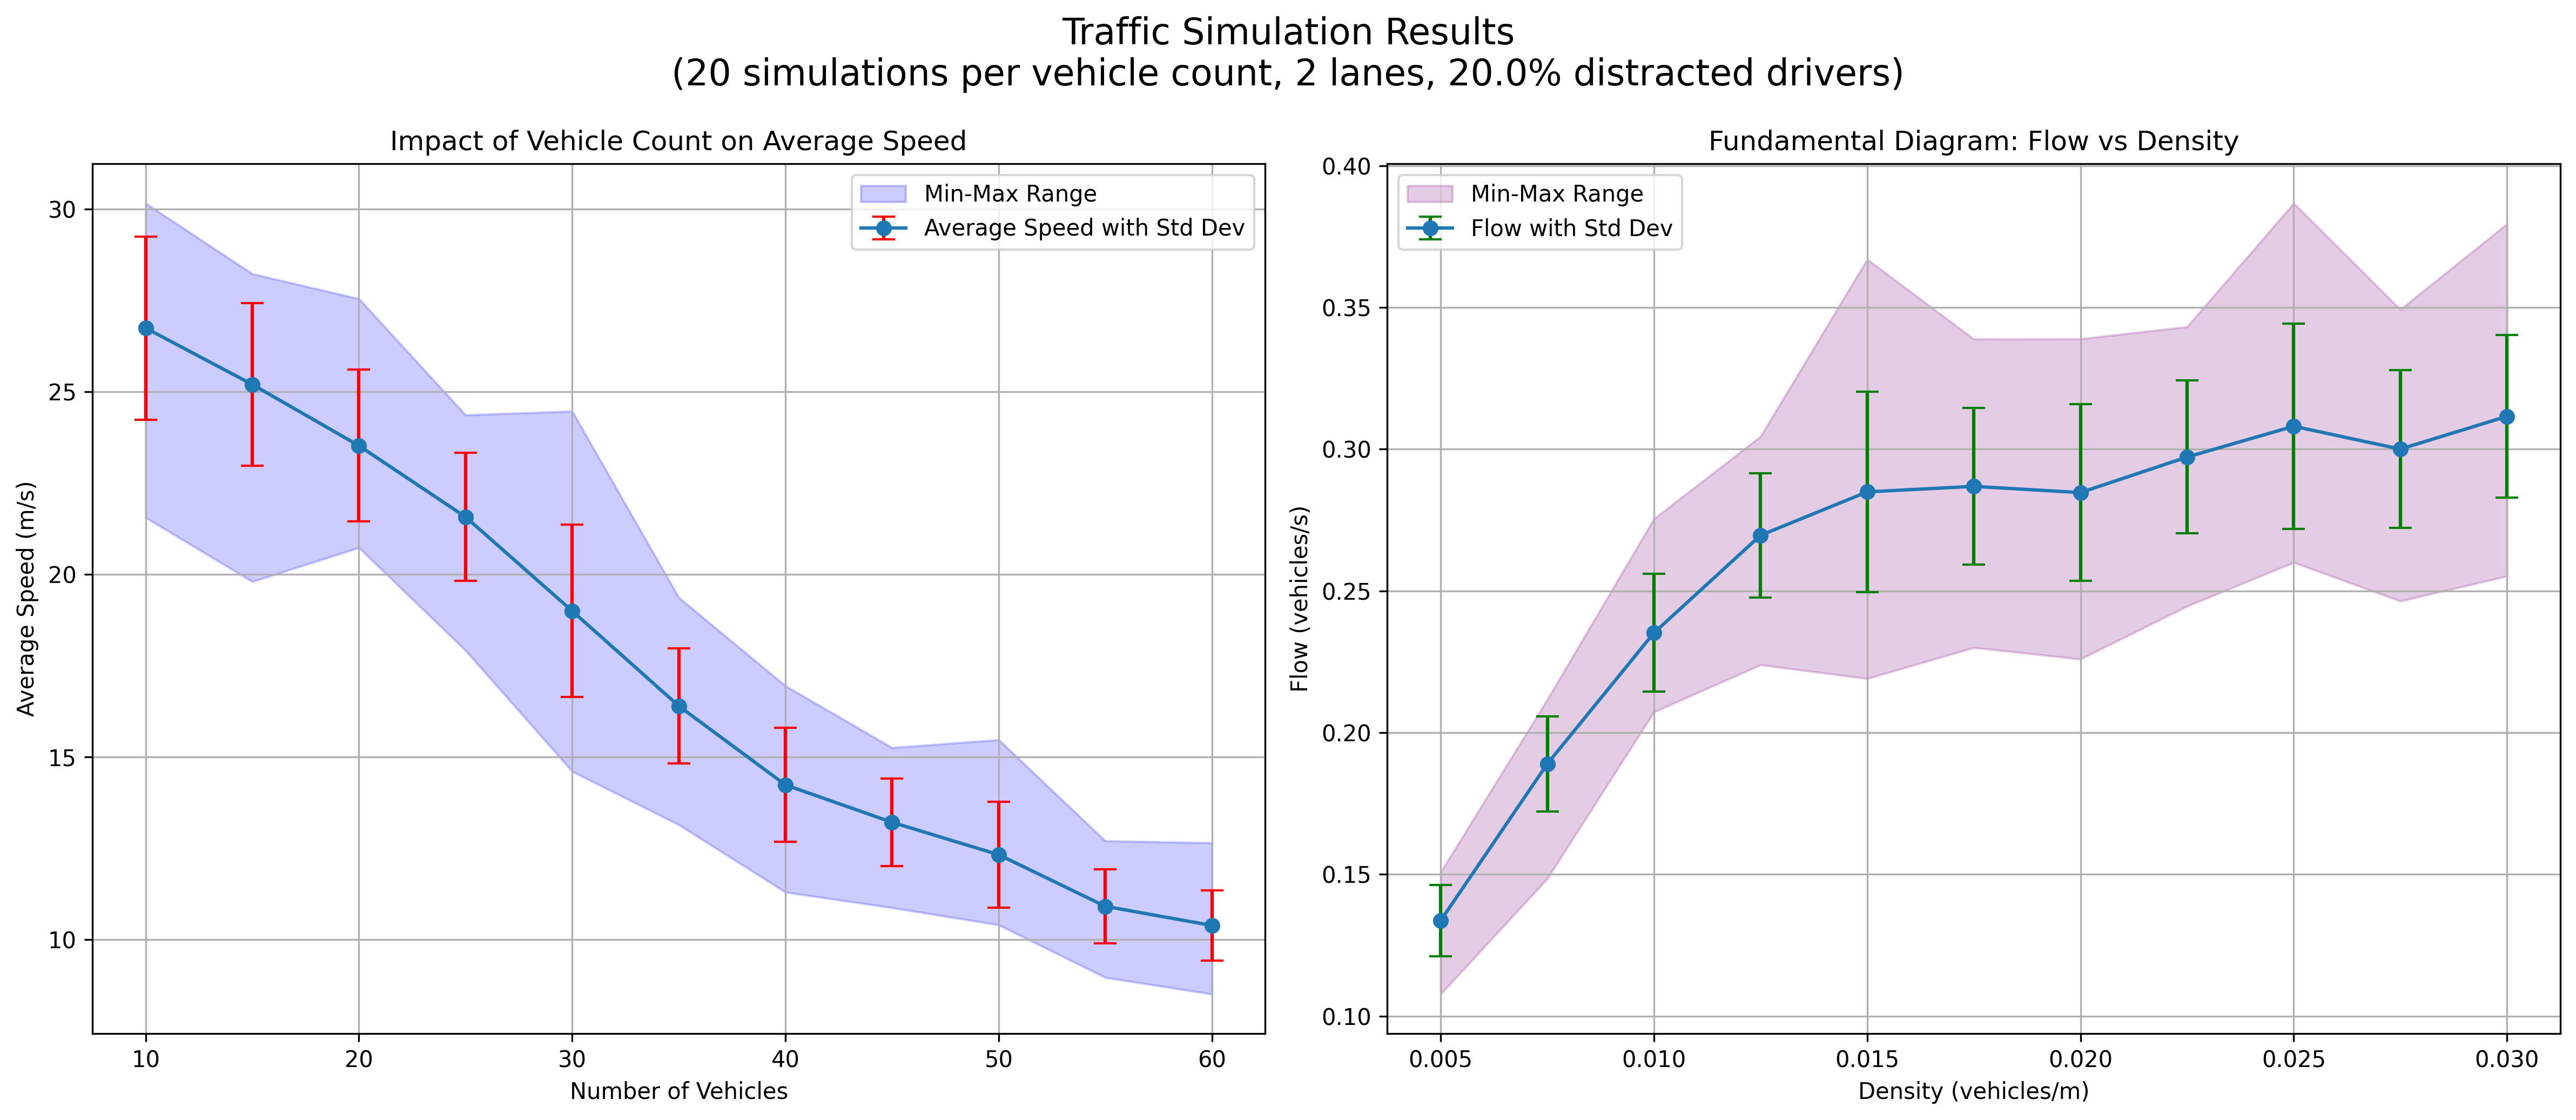 Traffic Simulation Results
(20 simulations per vehicle count, 2 lanes, 20.0% distracted drivers)
Impact of Vehicle Count on Average Speed
Min-Max Range
Average Speed with Std Dev
30
25
20
15
10
Average Speed (m/s)
10
20
30
40
50
60
Number of Vehicles
Fundamental Diagram: Flow vs Density
Min-Max Range
Flow with Std Dev
0.40
0.35
0.30
0.25
0.20
0.15
0.10
Flow (vehicles/s)
0.005
0.010
0.015
0.020
0.025
0.030
Density (vehicles/m)